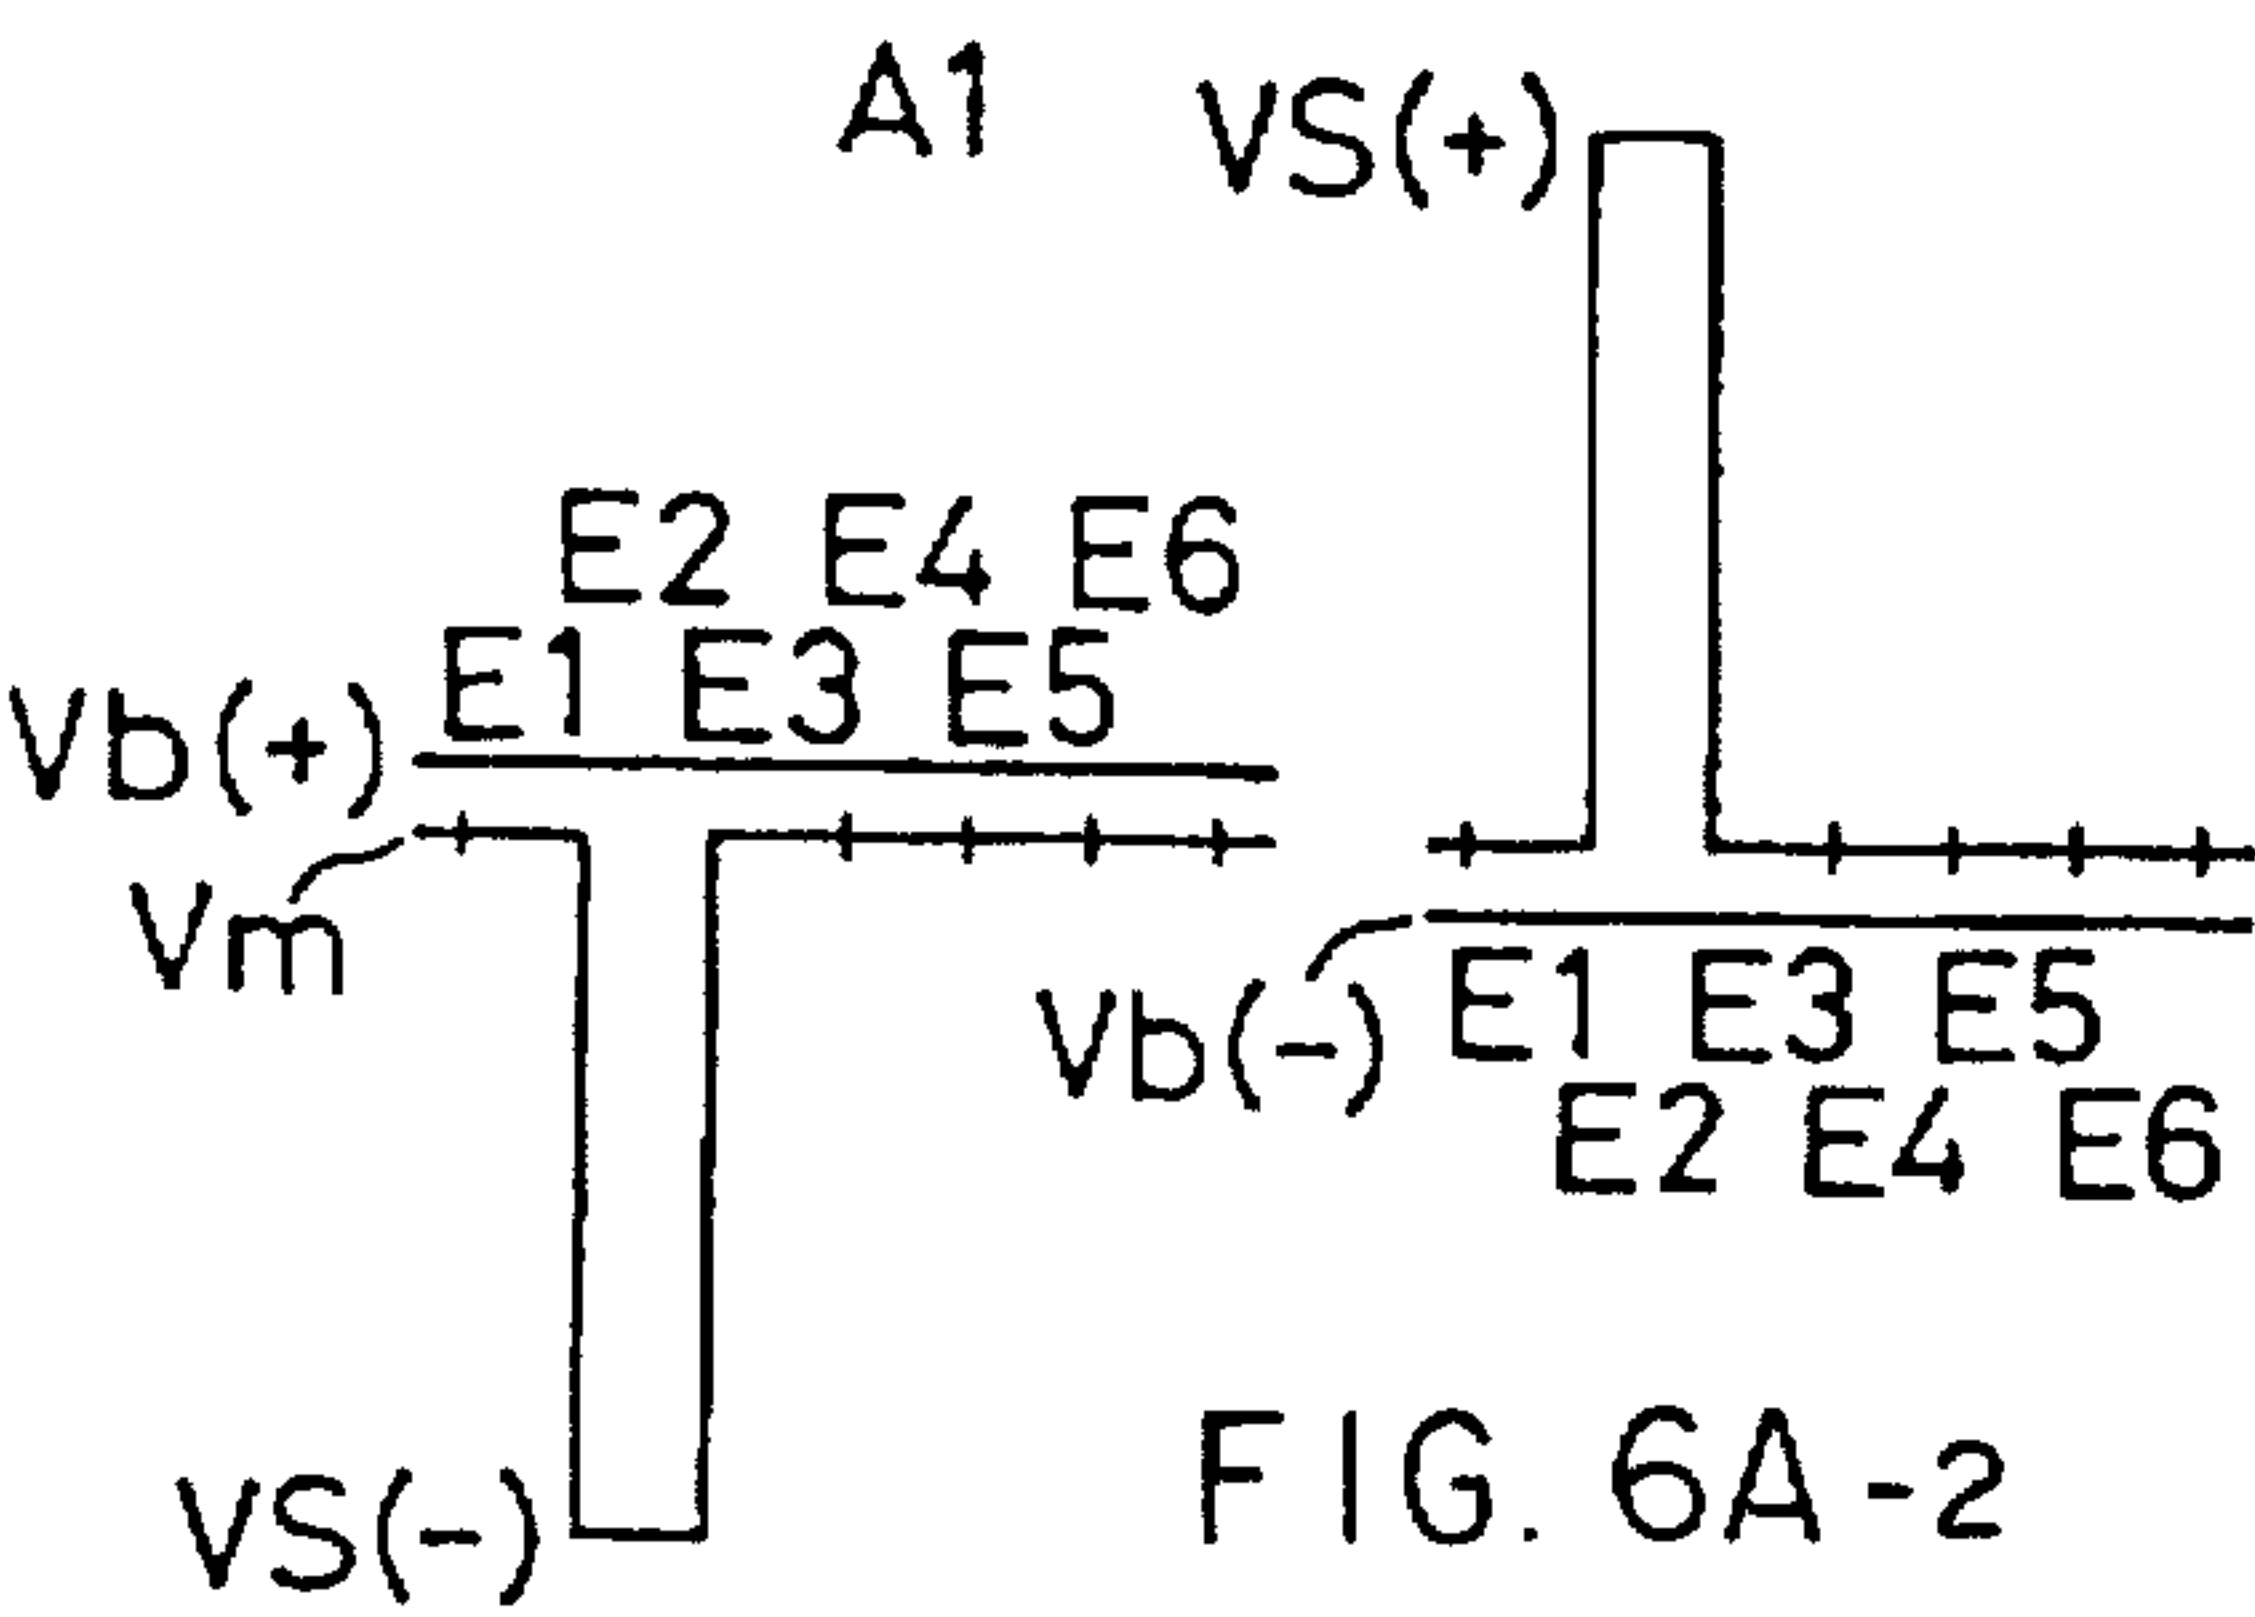 A1
VS(+)
E2 E4 E6
E1 E3 E5
Vb(+)
Vm
Vb(-)
E1 E3 E5
E2 E4 E6
VS(-)
FIG. 6A-2